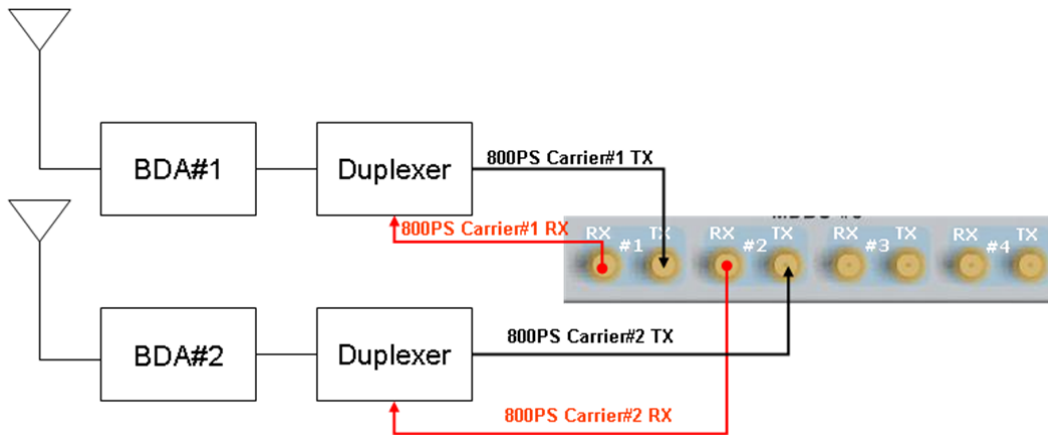 BDA#1
Duplexer
800PS Carrier#1 TX
800PS Carrier#1 RX
RX #1 TX
RX #2 TX
RX #3 TX
RX #4 TX
BDA#2
Duplexer
800PS Carrier#2 TX
800PS Carrier#2 RX